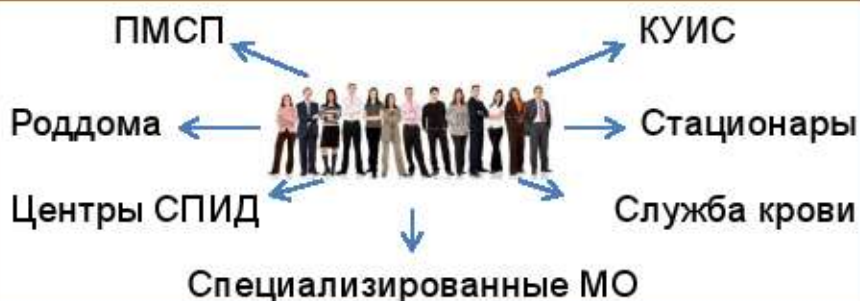 ПМСП
КУИС
Роддома
Стационары
Центры СПИД
Служба крови
Специализированные МО